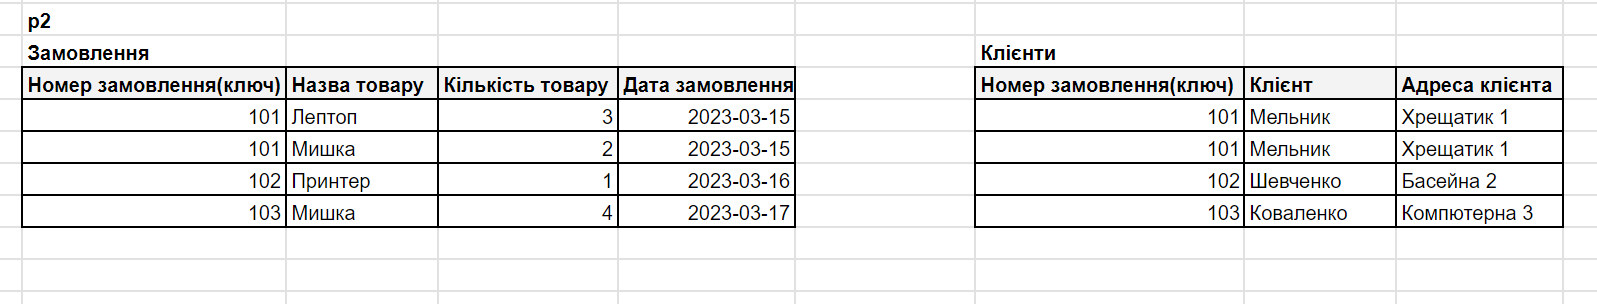 p2
Замовлення Клієнти
Номер замовлення(ключ) Назва товару Кількість товару Дата замовлення Номер замовлення(ключ) Клієнт Адреса клієнта
101 Лептоп 3 2023-03-15 101 Мельник Хрещатик 1
101 Мишка 2 2023-03-15 101 Мельник Хрещатик 1
102 Принтер 1 2023-03-16 102 Шевченко Басейна 2
103 Мишка 4 2023-03-17 103 Коваленко Компютерна 3